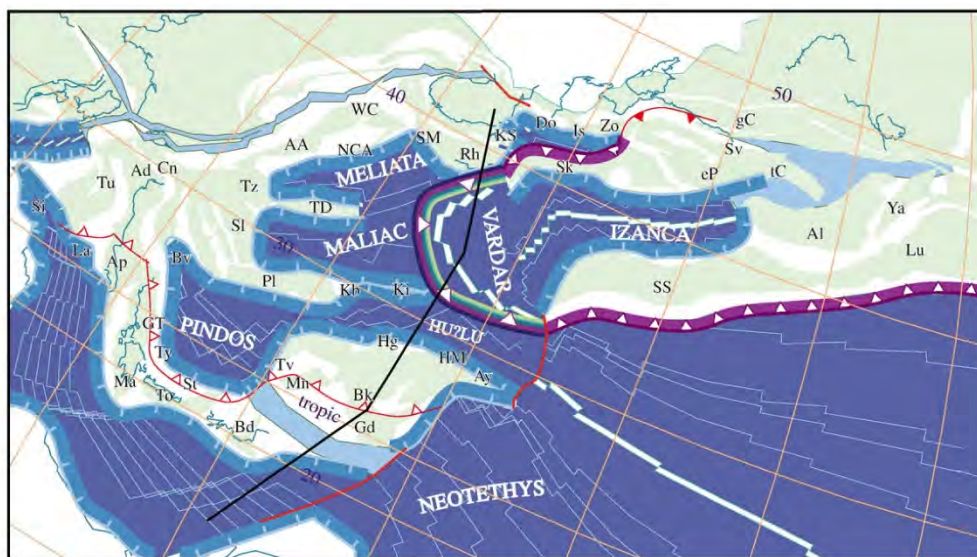 50
WC
40
gC
KS
Do
Is
Zo
AA
NCA
SM
Rh
Sv
Cn
Ad
MELIATA
Sk
eP
tC
Tu
Tz
TD
Ya
Si
Sl
MALIAC
VARDAR
IZANCA
Al
La
30
Lu
Ap
Bv
Pl
Kb
Ki
SS
GT
PINDOS
HU?LU
Ty
Hg
HM
Ma
St
Tv
Mn
Ay
To
tropic
Bk
Bd
Gd
20
NEOTETHYS